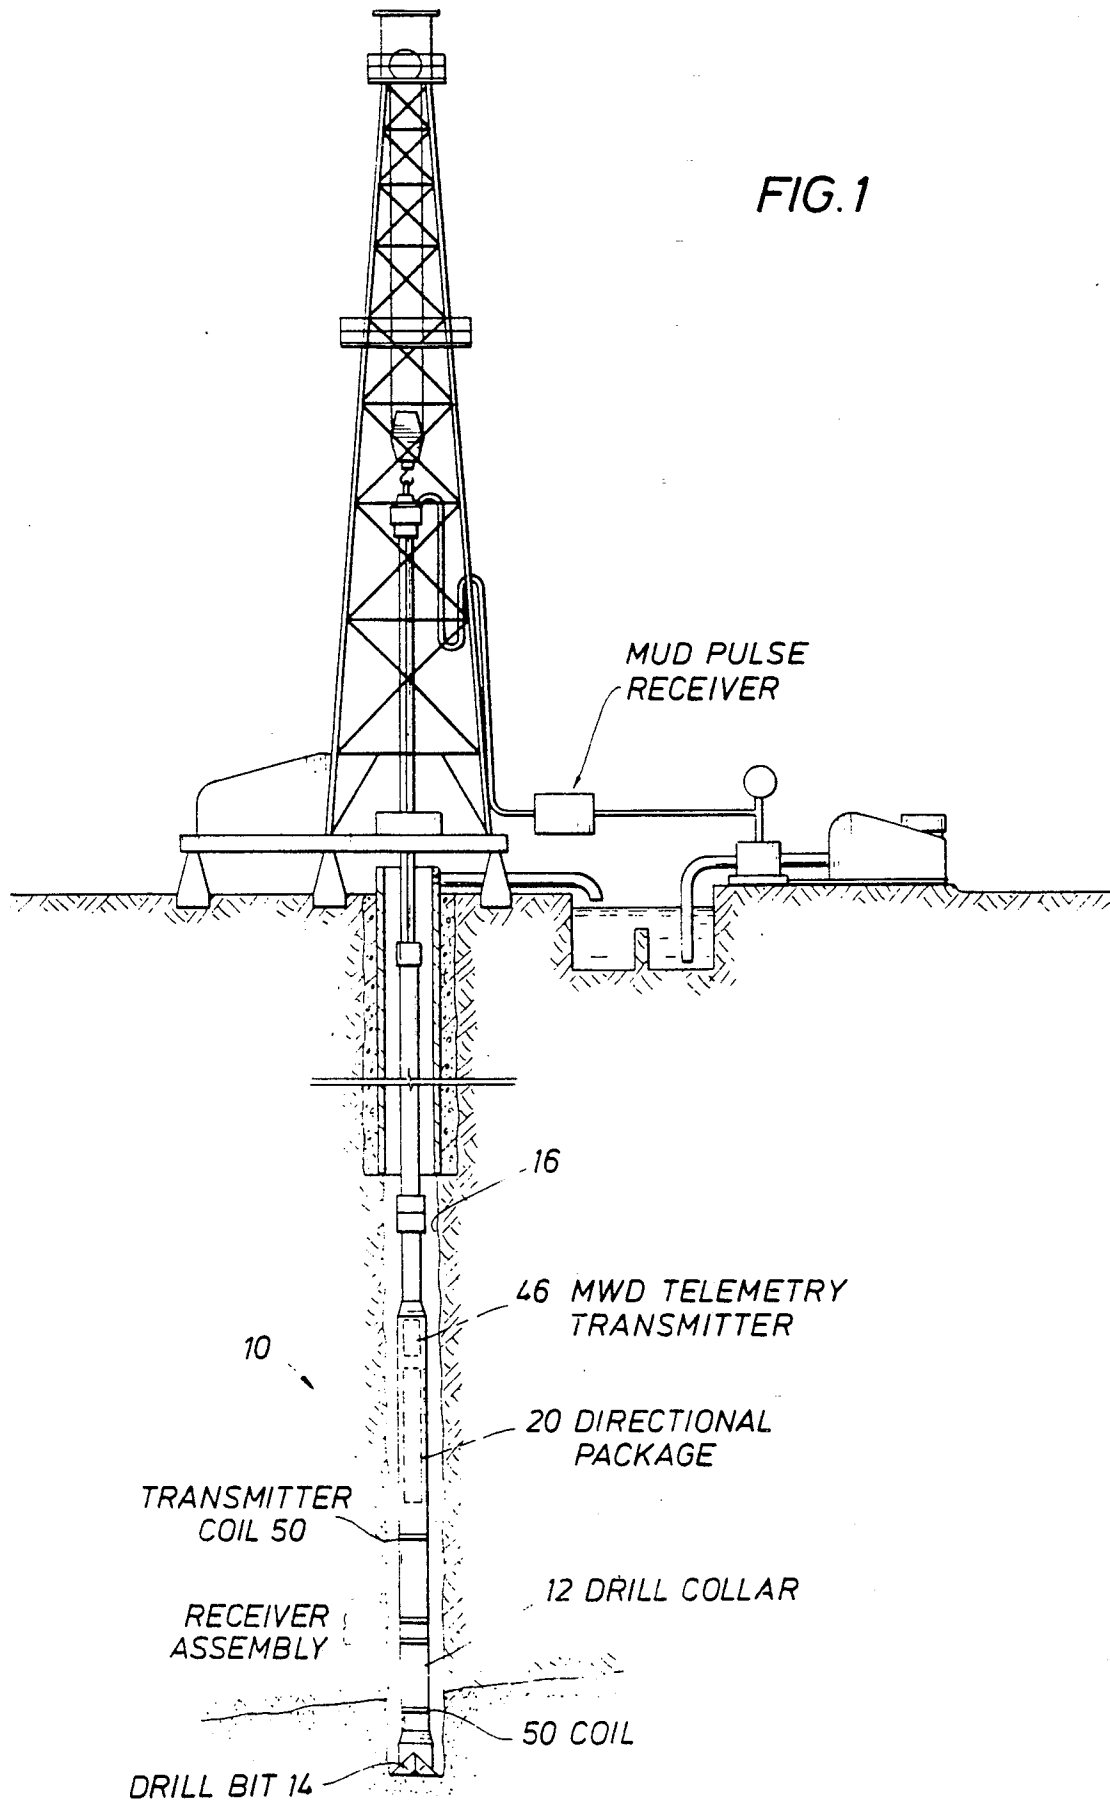 FIG.1
MUD PULSE
RECEIVER
16
46 MWD TELEMETRY
TRANSMITTER
10
20 DIRECTIONAL
PACKAGE
TRANSMITTER
COIL 50
12 DRILL COLLAR
RECEIVER
ASSEMBLY
50 COIL
DRILL BIT 14